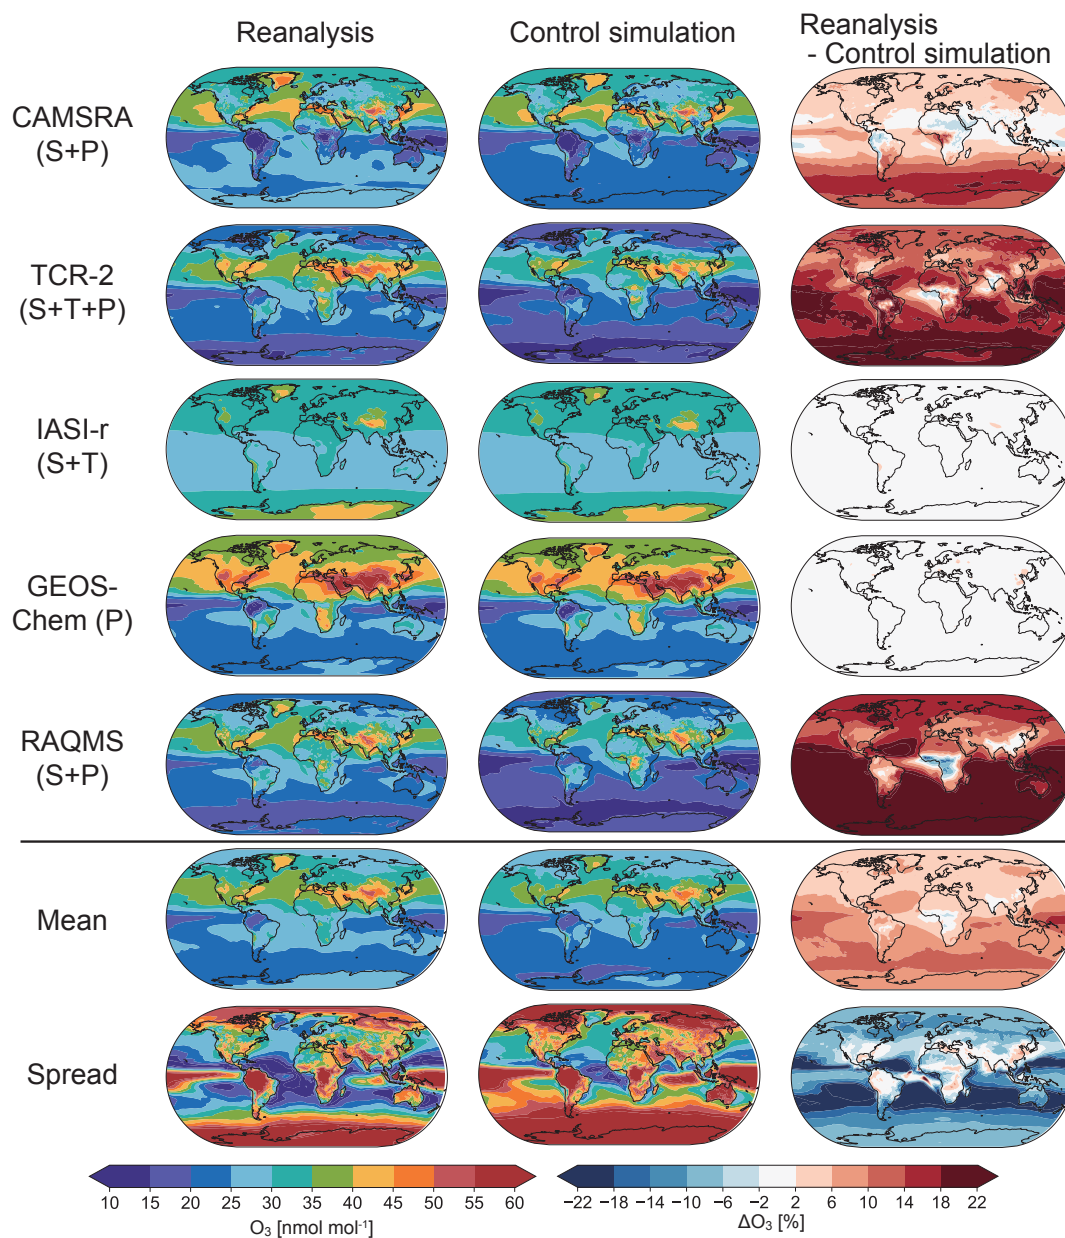 Reanalysis
Control simulation
Reanalysis
- Control simulation
CAMSRA
(S+P)
TCR-2
(S+T+P)
IASI-r
(S+T)
GEOS-
Chem (P)
RAQMS
(S+P)
Mean
Spread
10 15 20 25 30 35 40 45 50 55 60
O₃ [nmol mol⁻¹]
−22 −18 −14 −10 −6 −2 2 6 10 14 18 22
ΔO₃ [%]